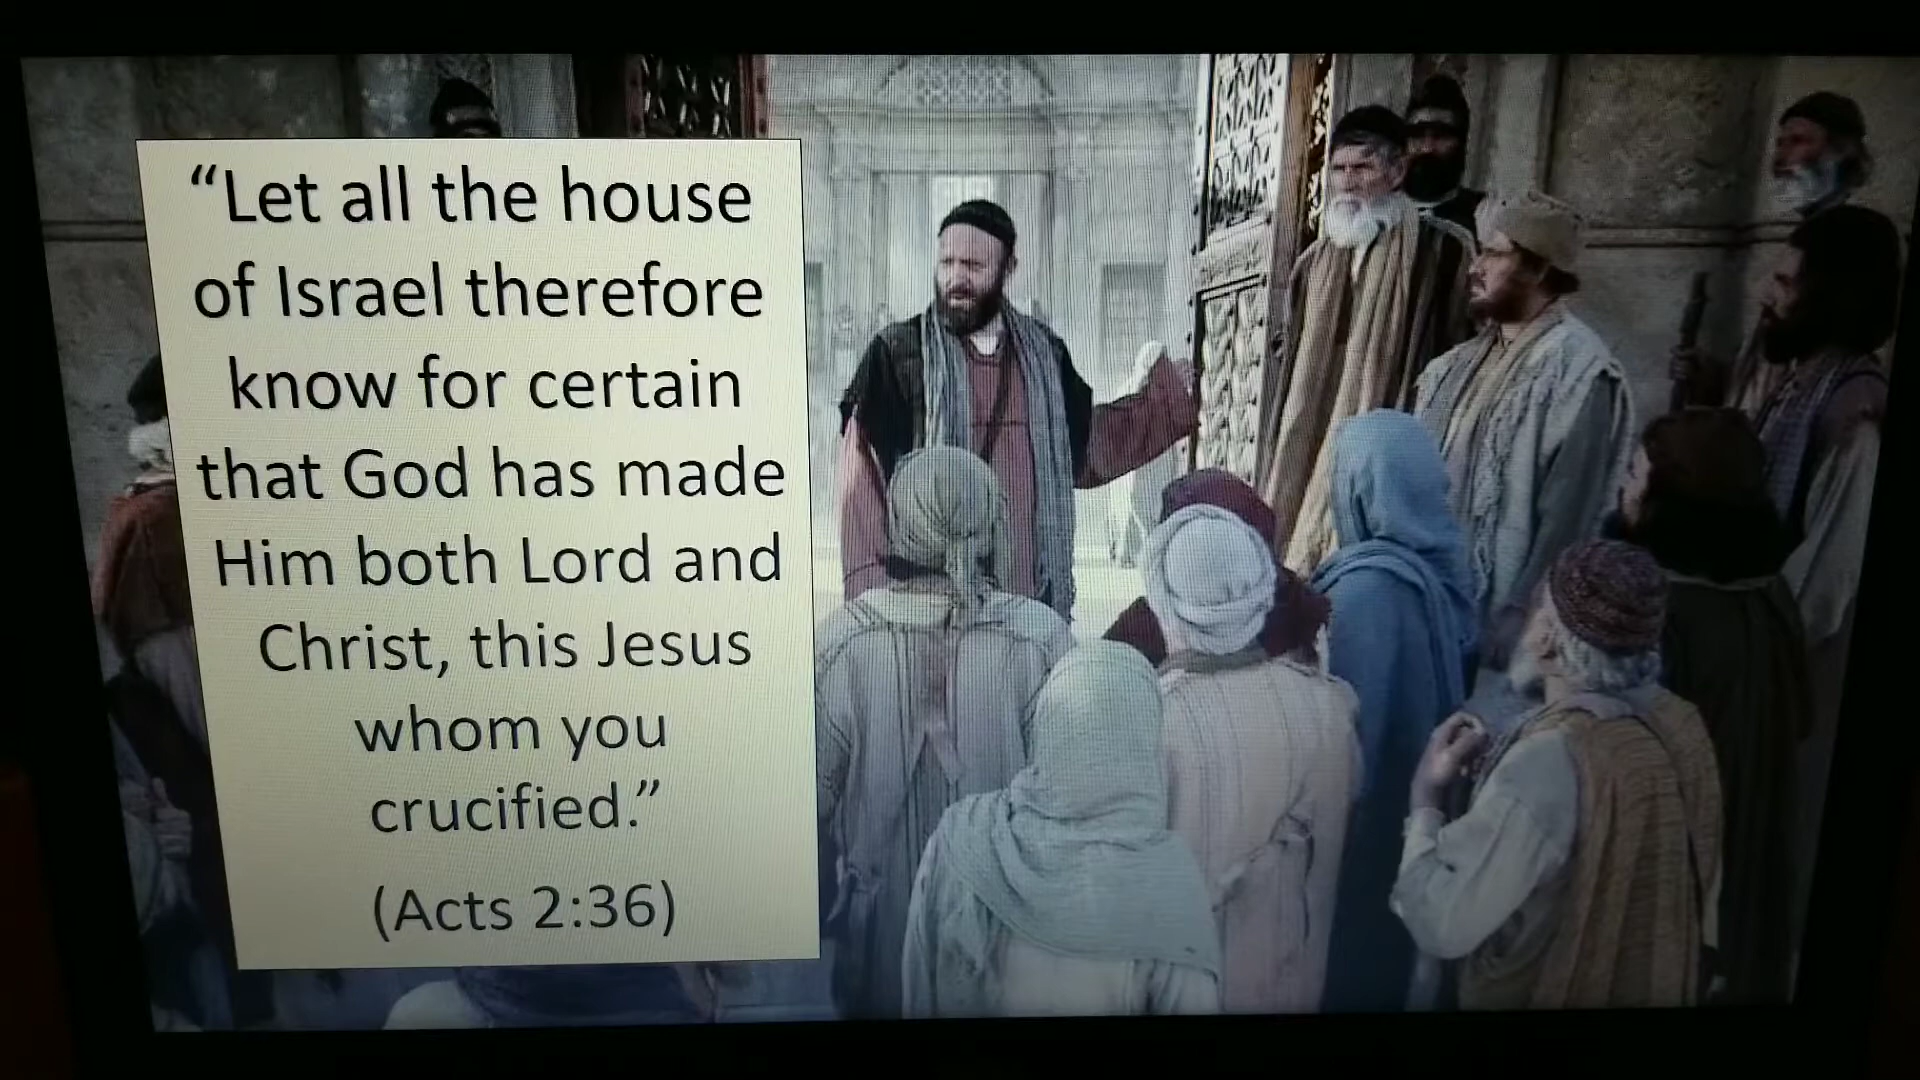 “Let all the house
of Israel therefore
know for certain
that God has made
Him both Lord and
Christ, this Jesus
whom you
crucified.”
(Acts 2:36)